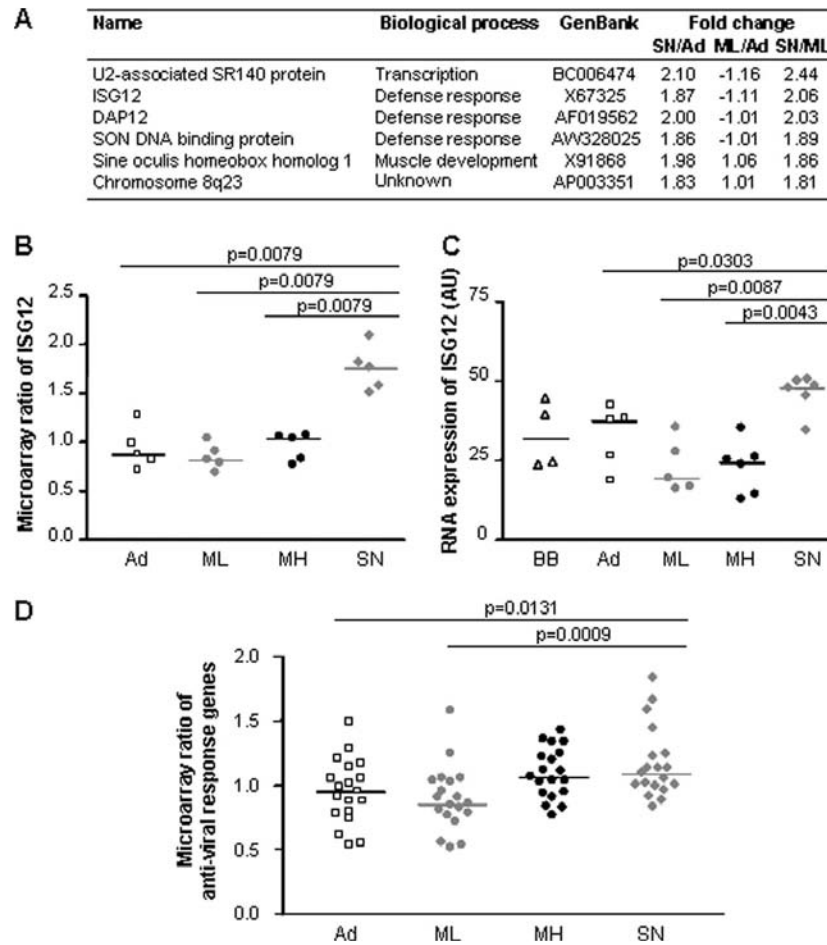 A
Name Biological process GenBank Fold change
SN/Ad ML/Ad SN/ML
U2-associated SR140 protein Transcription BC006474 2.10 -1.16 2.44
ISG12 Defense response X67325 1.87 -1.11 2.06
DAP12 Defense response AF019562 2.00 -1.01 2.03
SON DNA binding protein Defense response AW328025 1.86 -1.01 1.89
Sine oculis homeobox homolog 1 Muscle development X91868 1.98 1.06 1.86
Chromosome 8q23 Unknown AP003351 1.83 1.01 1.81
B
p=0.0079
p=0.0079
p=0.0079
Microarray ratio of ISG12
2.5
2.0
1.5
1.0
0.5
0.0
Ad ML MH SN
C
p=0.0303
p=0.0087
p=0.0043
RNA expression of ISG12 (AU)
75
50
25
0
BB Ad ML MH SN
D
p=0.0131
p=0.0009
Microarray ratio of
anti-viral response genes
2.0
1.5
1.0
0.5
0.0
Ad ML MH SN